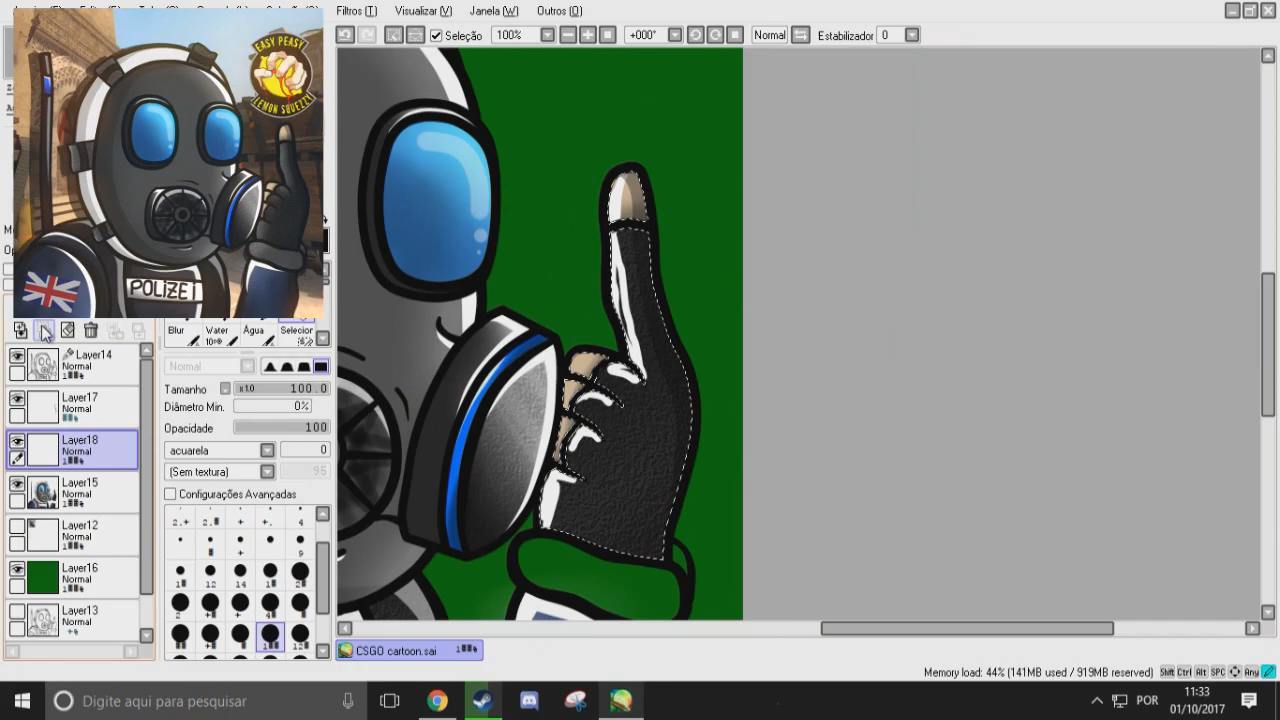 Filtros (T) Visualizar (V) Janela (W) Outros (O)
Seleção 100% +000° Normal Estabilizador 0
EASY PEASY
LEMON SQUEEZY
POLIZEI
Blur Water Água Selecion
Layer14
Normal
Layer17
Normal
Layer18
Normal
Layer15
Normal
Layer12
Normal
Layer16
Normal
Layer13
Normal
Normal
Tamanho x1.0 100.0
Diâmetro Min. 0%
Opacidade 100
acuarela 0
(Sem textura) 95
Configurações Avançadas
CSGO cartoon.sai
Memory load: 44% (141MB used / 919MB reserved) Shift Ctrl Alt SPC Any
Digite aqui para pesquisar
POR
11:33
01/10/2017